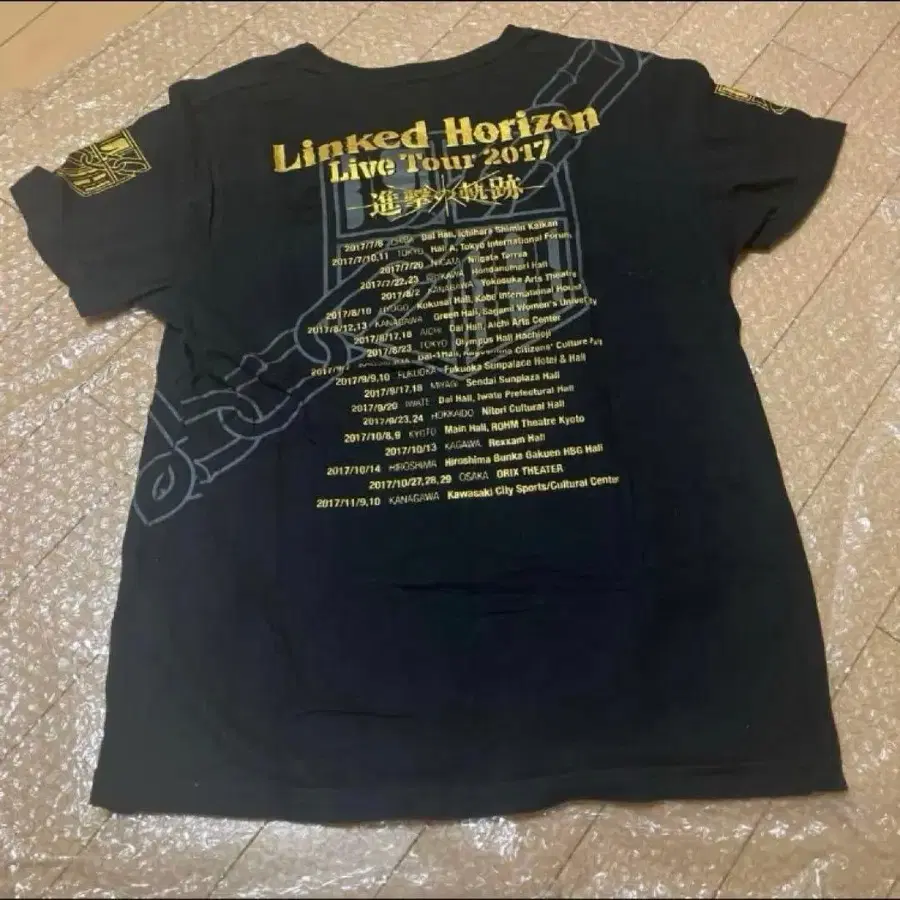 Linked Horizon
Live Tour 2017
進撃の軌跡
2017/7/6 CHIBA Dai Hall, Ichihara Shimin Kaikan
2017/7/10,11 TOKYO Hall A, Tokyo International Forum
2017/7/20 NIIGATA Niigata Terrsa
2017/7/22,23 Hondanomori Hall
2017/8/2 KANAGAWA Yokosuka Arts Theatre
2017/8/10 HYOGO Kokusai Hall, Kobe International House
2017/8/12,13 KANAGAWA Green Hall, Sagami Women's University
2017/8/17,18 AICHI Dai Hall, Aichi Arts Center
2017/8/23 TOKYO Olympus Hall Hachioji
Citizens' Culture
2017/9/9,10 FUKUOKA Fukuoka Sunpalace Hotel & Hall
2017/9/17,18 MIYAGI Sendai Sunplaza Hall
2017/9/20 IWATE Dai Hall, Iwate Prefectural Hall
2017/9/23,24 HOKKAIDO Nitori Cultural Hall
2017/10/8,9 KYOTO Main Hall, ROHM Theatre Kyoto
2017/10/13 KAGAWA Rexxam Hall
2017/10/14 HIROSHIMA Hiroshima Bunka Gakuen HBG Hall
2017/10/27,28,29 OSAKA ORIX THEATER
2017/11/9,10 KANAGAWA Kawasaki City Sports/Cultural Center